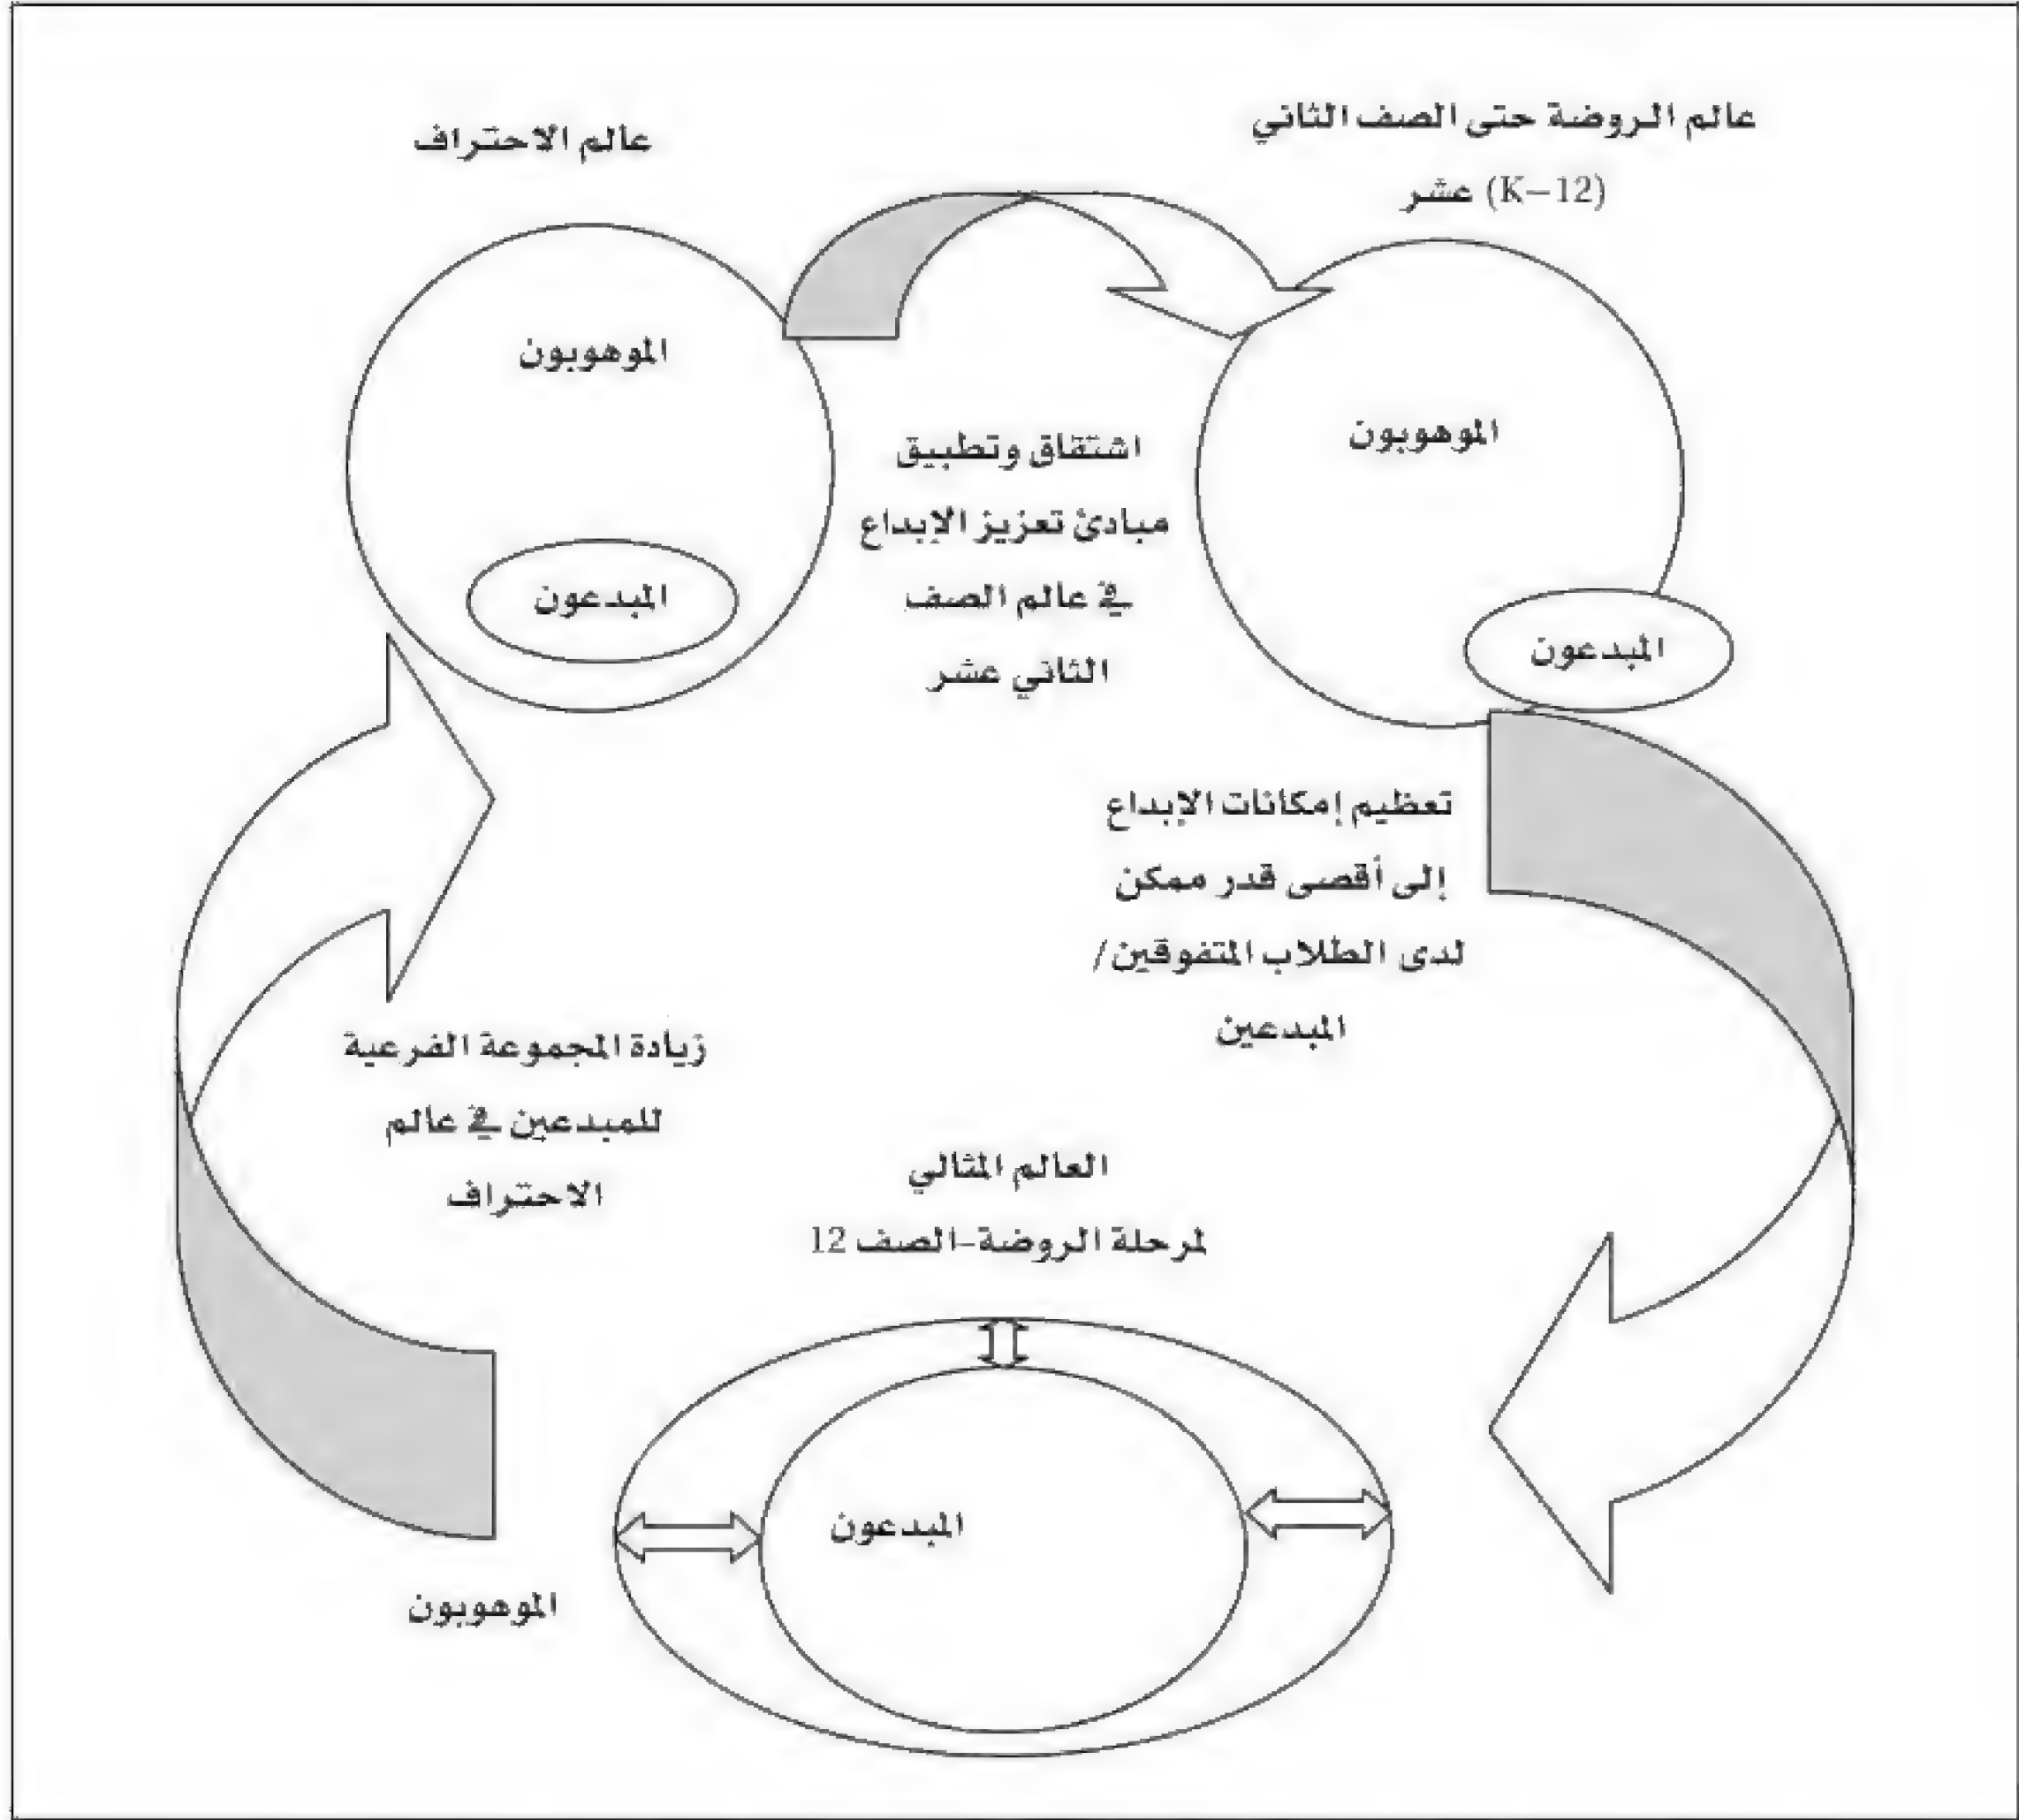 عالم الروضة حتى الصف الثاني
عشر (K–12)
عالم الاحتراف
الموهوبون
المبدعون
الموهوبون
المبدعون
اشتقاق وتطبيق
مبادئ تعزيز الإبداع
في عالم الصف
الثاني عشر
تعظيم إمكانات الإبداع
إلى أقصى قدر ممكن
لدى الطلاب المتفوقين/
المبدعين
زيادة المجموعة الفرعية
للمبدعين في عالم
الاحتراف
العالم المثالي
لمرحلة الروضة-الصف 12
المبدعون
الموهوبون